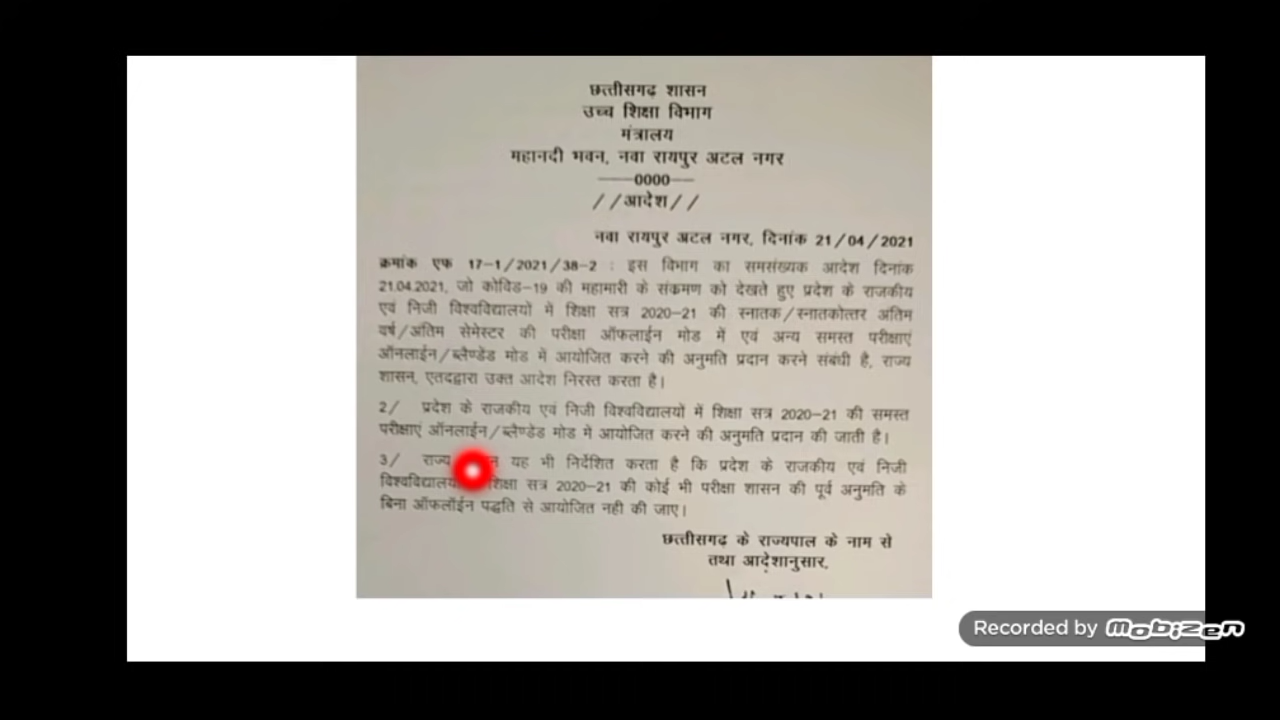 छत्तीसगढ़ शासन
उच्च शिक्षा विभाग
मंत्रालय
महानदी भवन, नवा रायपुर अटल नगर
——0000——
//आदेश//
नवा रायपुर अटल नगर, दिनांक 21/04/2021
क्रमांक एफ 17-1/2021/38-2 : इस विभाग का समसंख्यक आदेश दिनांक
21.04.2021, जो कोविड-19 की महामारी के संक्रमण को देखते हुए प्रदेश के राजकीय
एवं निजी विश्वविद्यालयों में शिक्षा सत्र 2020-21 की स्नातक/स्नातकोत्तर अंतिम
वर्ष/अंतिम सेमेस्टर की परीक्षा ऑफलाईन मोड में एवं अन्य समस्त परीक्षाएं
ऑनलाईन/ब्लैण्डेड मोड में आयोजित करने की अनुमति प्रदान करने संबंधी है, राज्य
शासन, एतदद्वारा उक्त आदेश निरस्त करता है।
2/ प्रदेश के राजकीय एवं निजी विश्वविद्यालयों में शिक्षा सत्र 2020-21 की समस्त
परीक्षाएं ऑनलाईन/ब्लैण्डेड मोड मे आयोजित करने की अनुमति प्रदान की जाती है।
3/ राज्य यह भी निर्देशित करता है कि प्रदेश के राजकीय एवं निजी
शिक्षा सत्र 2020-21 की कोई भी परीक्षा शासन की पूर्व अनुमति के
बिना ऑफलॉईन पद्धति से आयोजित नही की जाए।
छत्तीसगढ़ के राज्यपाल के नाम से
तथा आदेशानुसार,
Recorded by Mobizen